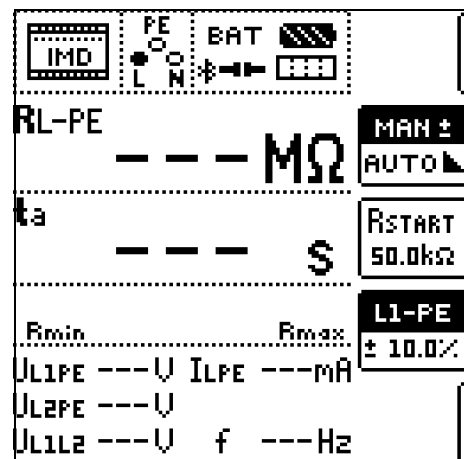 IMD PE BAT
L N
RL-PE
--- MΩ
MAN ±
AUTO
ta
--- s
RSTART
50.0kΩ
Rmin Rmax
L1-PE
± 10.0%
UL1PE ---V ILPE ---mA
UL2PE ---V
UL1L2 ---V f ---Hz